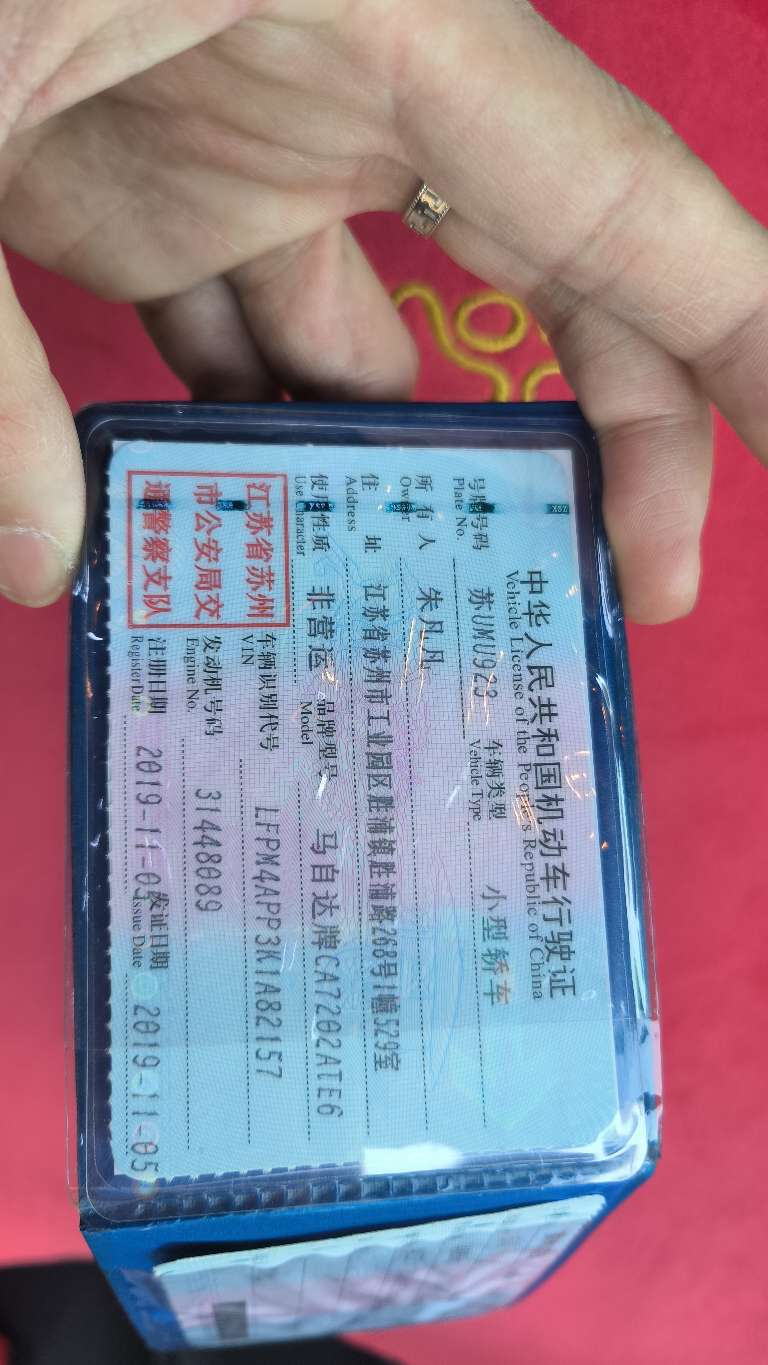 中华人民共和国机动车行驶证
Vehicle License of the People's Republic of China
号牌号码 苏UMU923 车辆类型 小型轿车
Plate No. Vehicle Type
所有人 朱丹丹
Owner
住址 江苏省苏州市工业园区胜浦镇胜浦路268号1幢529室
Address
使用性质 非营运 品牌型号 马自达牌CA7202ATE6
Use Character Model
江苏省苏州
市公安局交
通警察支队
车辆识别代号 LFPM4APP3K1A82157
VIN
发动机号码 31448089
Engine No.
注册日期 2019-11-05 发证日期 2019-11-05
Register Date Issue Date